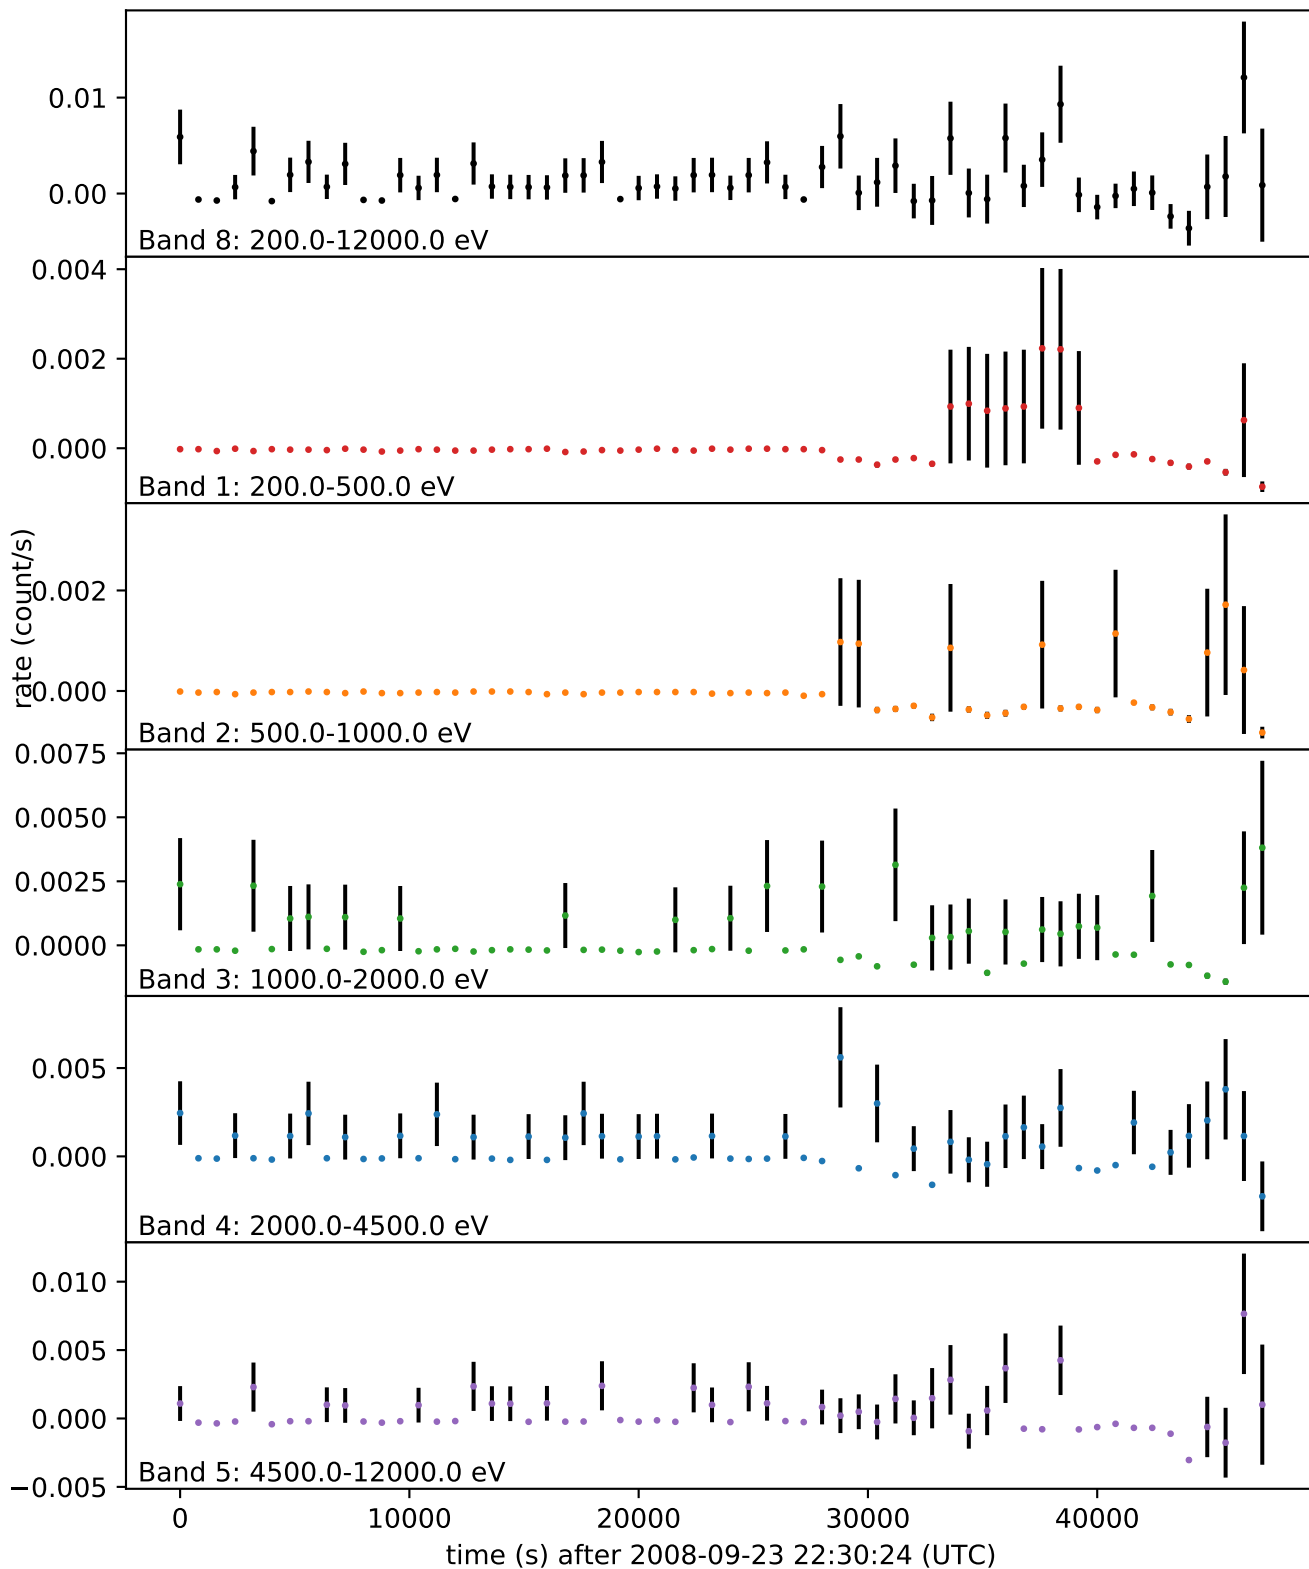 0.01
0.00
Band 8: 200.0-12000.0 eV
0.004
0.002
0.000
Band 1: 200.0-500.0 eV
rate (count/s)
0.002
0.000
Band 2: 500.0-1000.0 eV
0.0075
0.0050
0.0025
0.0000
Band 3: 1000.0-2000.0 eV
0.005
0.000
Band 4: 2000.0-4500.0 eV
0.010
0.005
0.000
−0.005
Band 5: 4500.0-12000.0 eV
0 10000 20000 30000 40000
time (s) after 2008-09-23 22:30:24 (UTC)